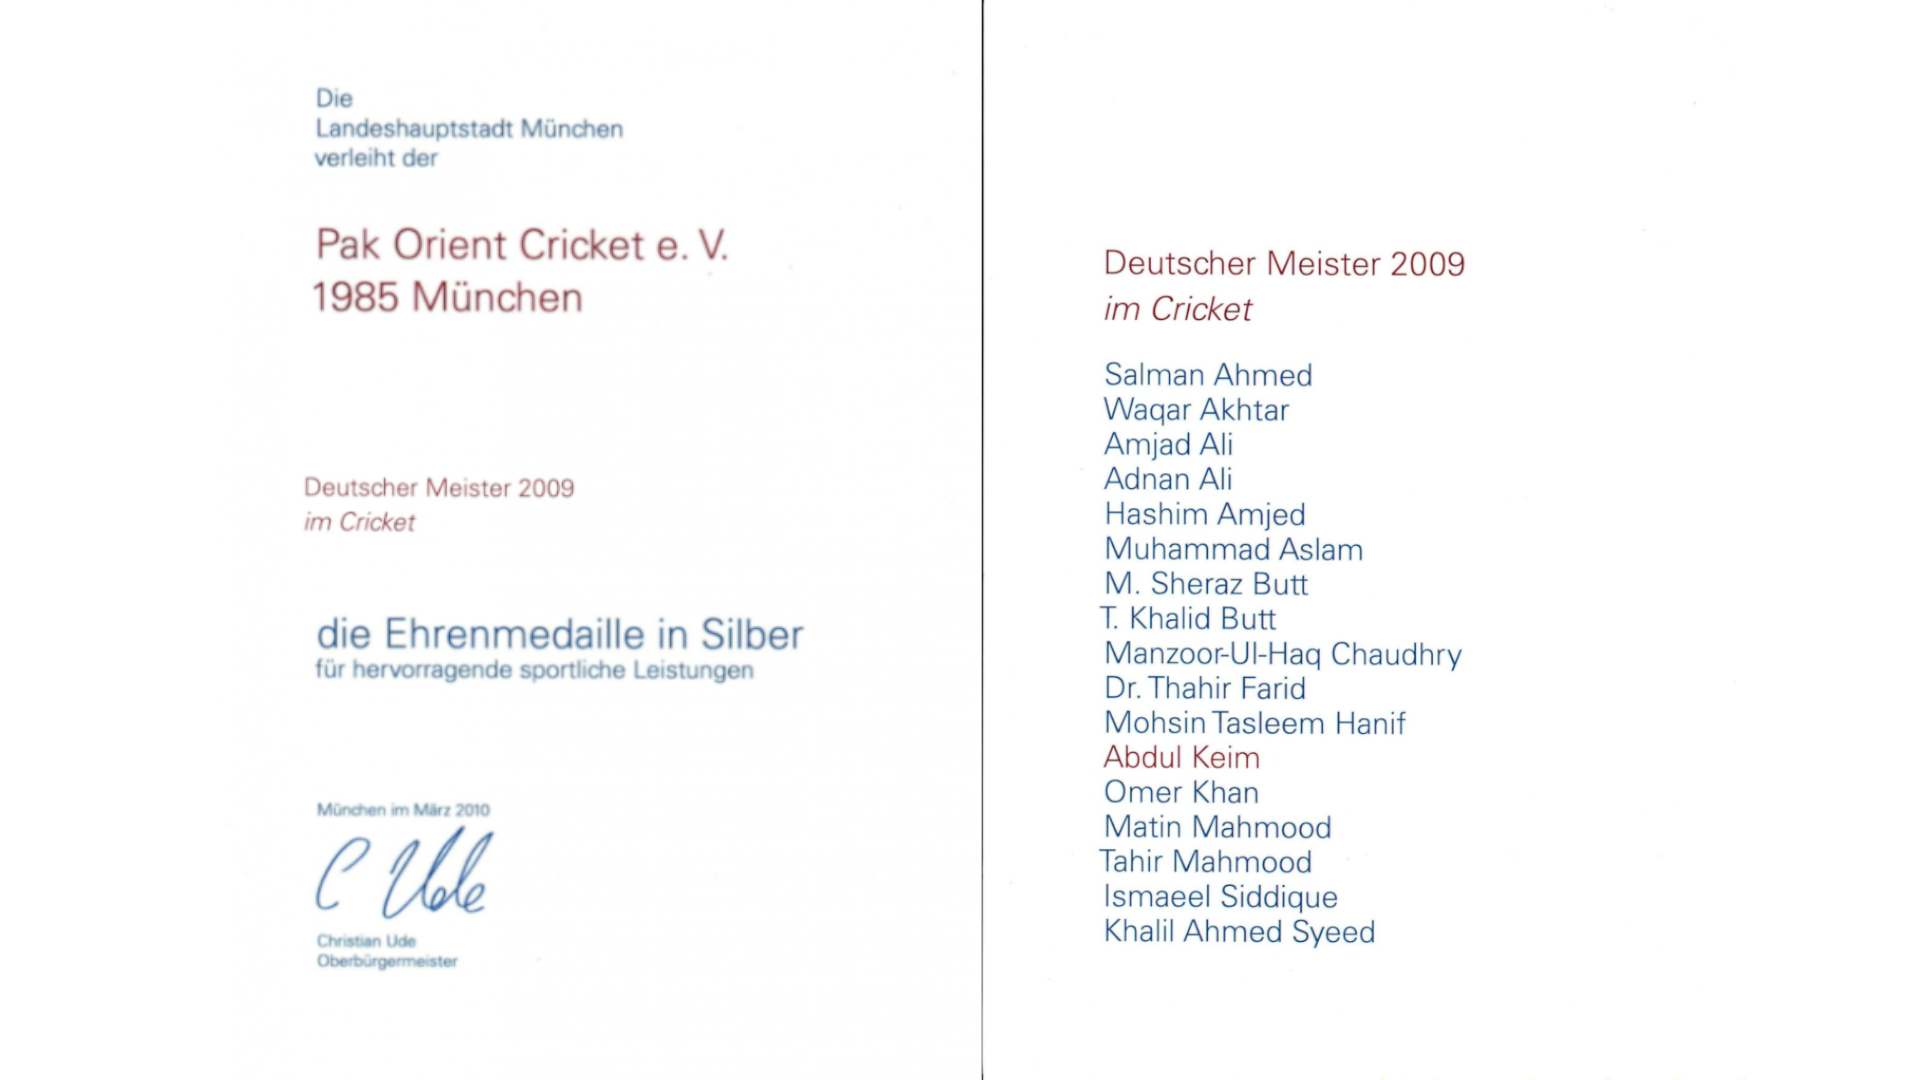 Die
Landeshauptstadt München
verleiht der
Pak Orient Cricket e. V.
1985 München
Deutscher Meister 2009
im Cricket
die Ehrenmedaille in Silber
für hervorragende sportliche Leistungen
München im März 2010
C Ude
Christian Ude
Oberbürgermeister
Deutscher Meister 2009
im Cricket
Salman Ahmed
Waqar Akhtar
Amjad Ali
Adnan Ali
Hashim Amjed
Muhammad Aslam
M. Sheraz Butt
T. Khalid Butt
Manzoor-Ul-Haq Chaudhry
Dr. Thahir Farid
Mohsin Tasleem Hanif
Abdul Keim
Omer Khan
Matin Mahmood
Tahir Mahmood
Ismaeel Siddique
Khalil Ahmed Syeed